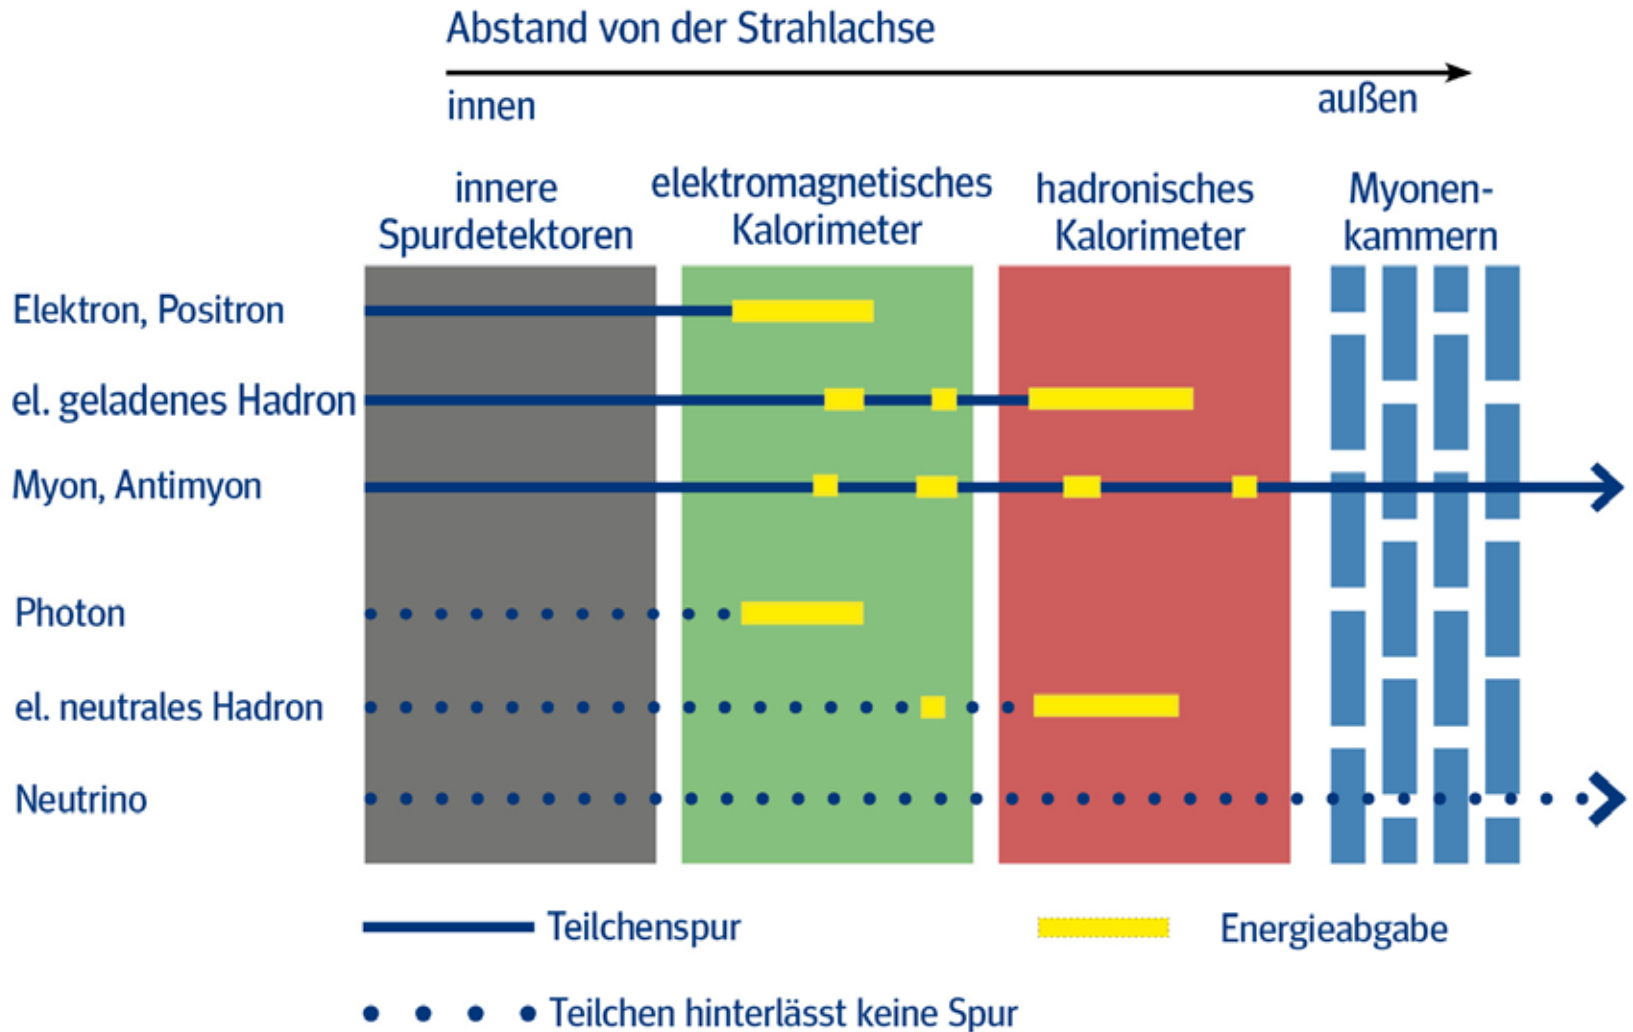 Abstand von der Strahlachse
innen
außen
innere
Spurdetektoren
elektromagnetisches
Kalorimeter
hadronisches
Kalorimeter
Myonen-
kammern
Elektron, Positron
el. geladenes Hadron
Myon, Antimyon
Photon
el. neutrales Hadron
Neutrino
Teilchenspur
Energieabgabe
Teilchen hinterlässt keine Spur